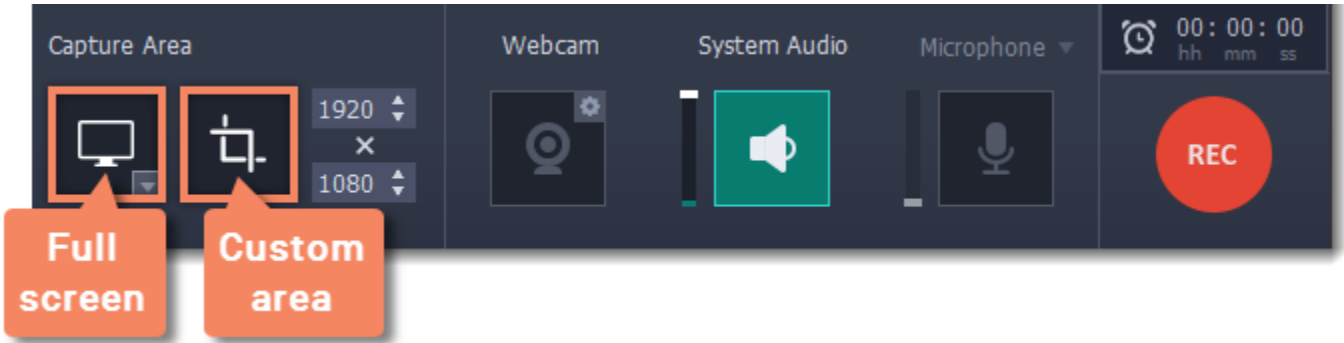 Capture Area
Webcam
System Audio
Microphone
00 : 00 : 00
hh mm ss
1920
×
1080
REC
Full
screen
Custom
area